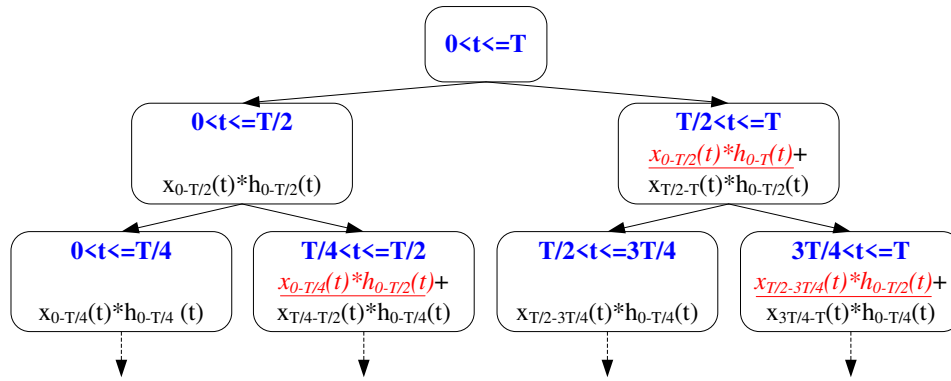 0<t<=T
0<t<=T/2
x0-T/2(t)*h0-T/2(t)
T/2<t<=T
x0-T/2(t)*h0-T(t)+
xT/2-T(t)*h0-T/2(t)
0<t<=T/4
x0-T/4(t)*h0-T/4 (t)
T/4<t<=T/2
x0-T/4(t)*h0-T/2(t)+
xT/4-T/2(t)*h0-T/4(t)
T/2<t<=3T/4
xT/2-3T/4(t)*h0-T/4(t)
3T/4<t<=T
xT/2-3T/4(t)*h0-T/2(t)+
x3T/4-T(t)*h0-T/4(t)